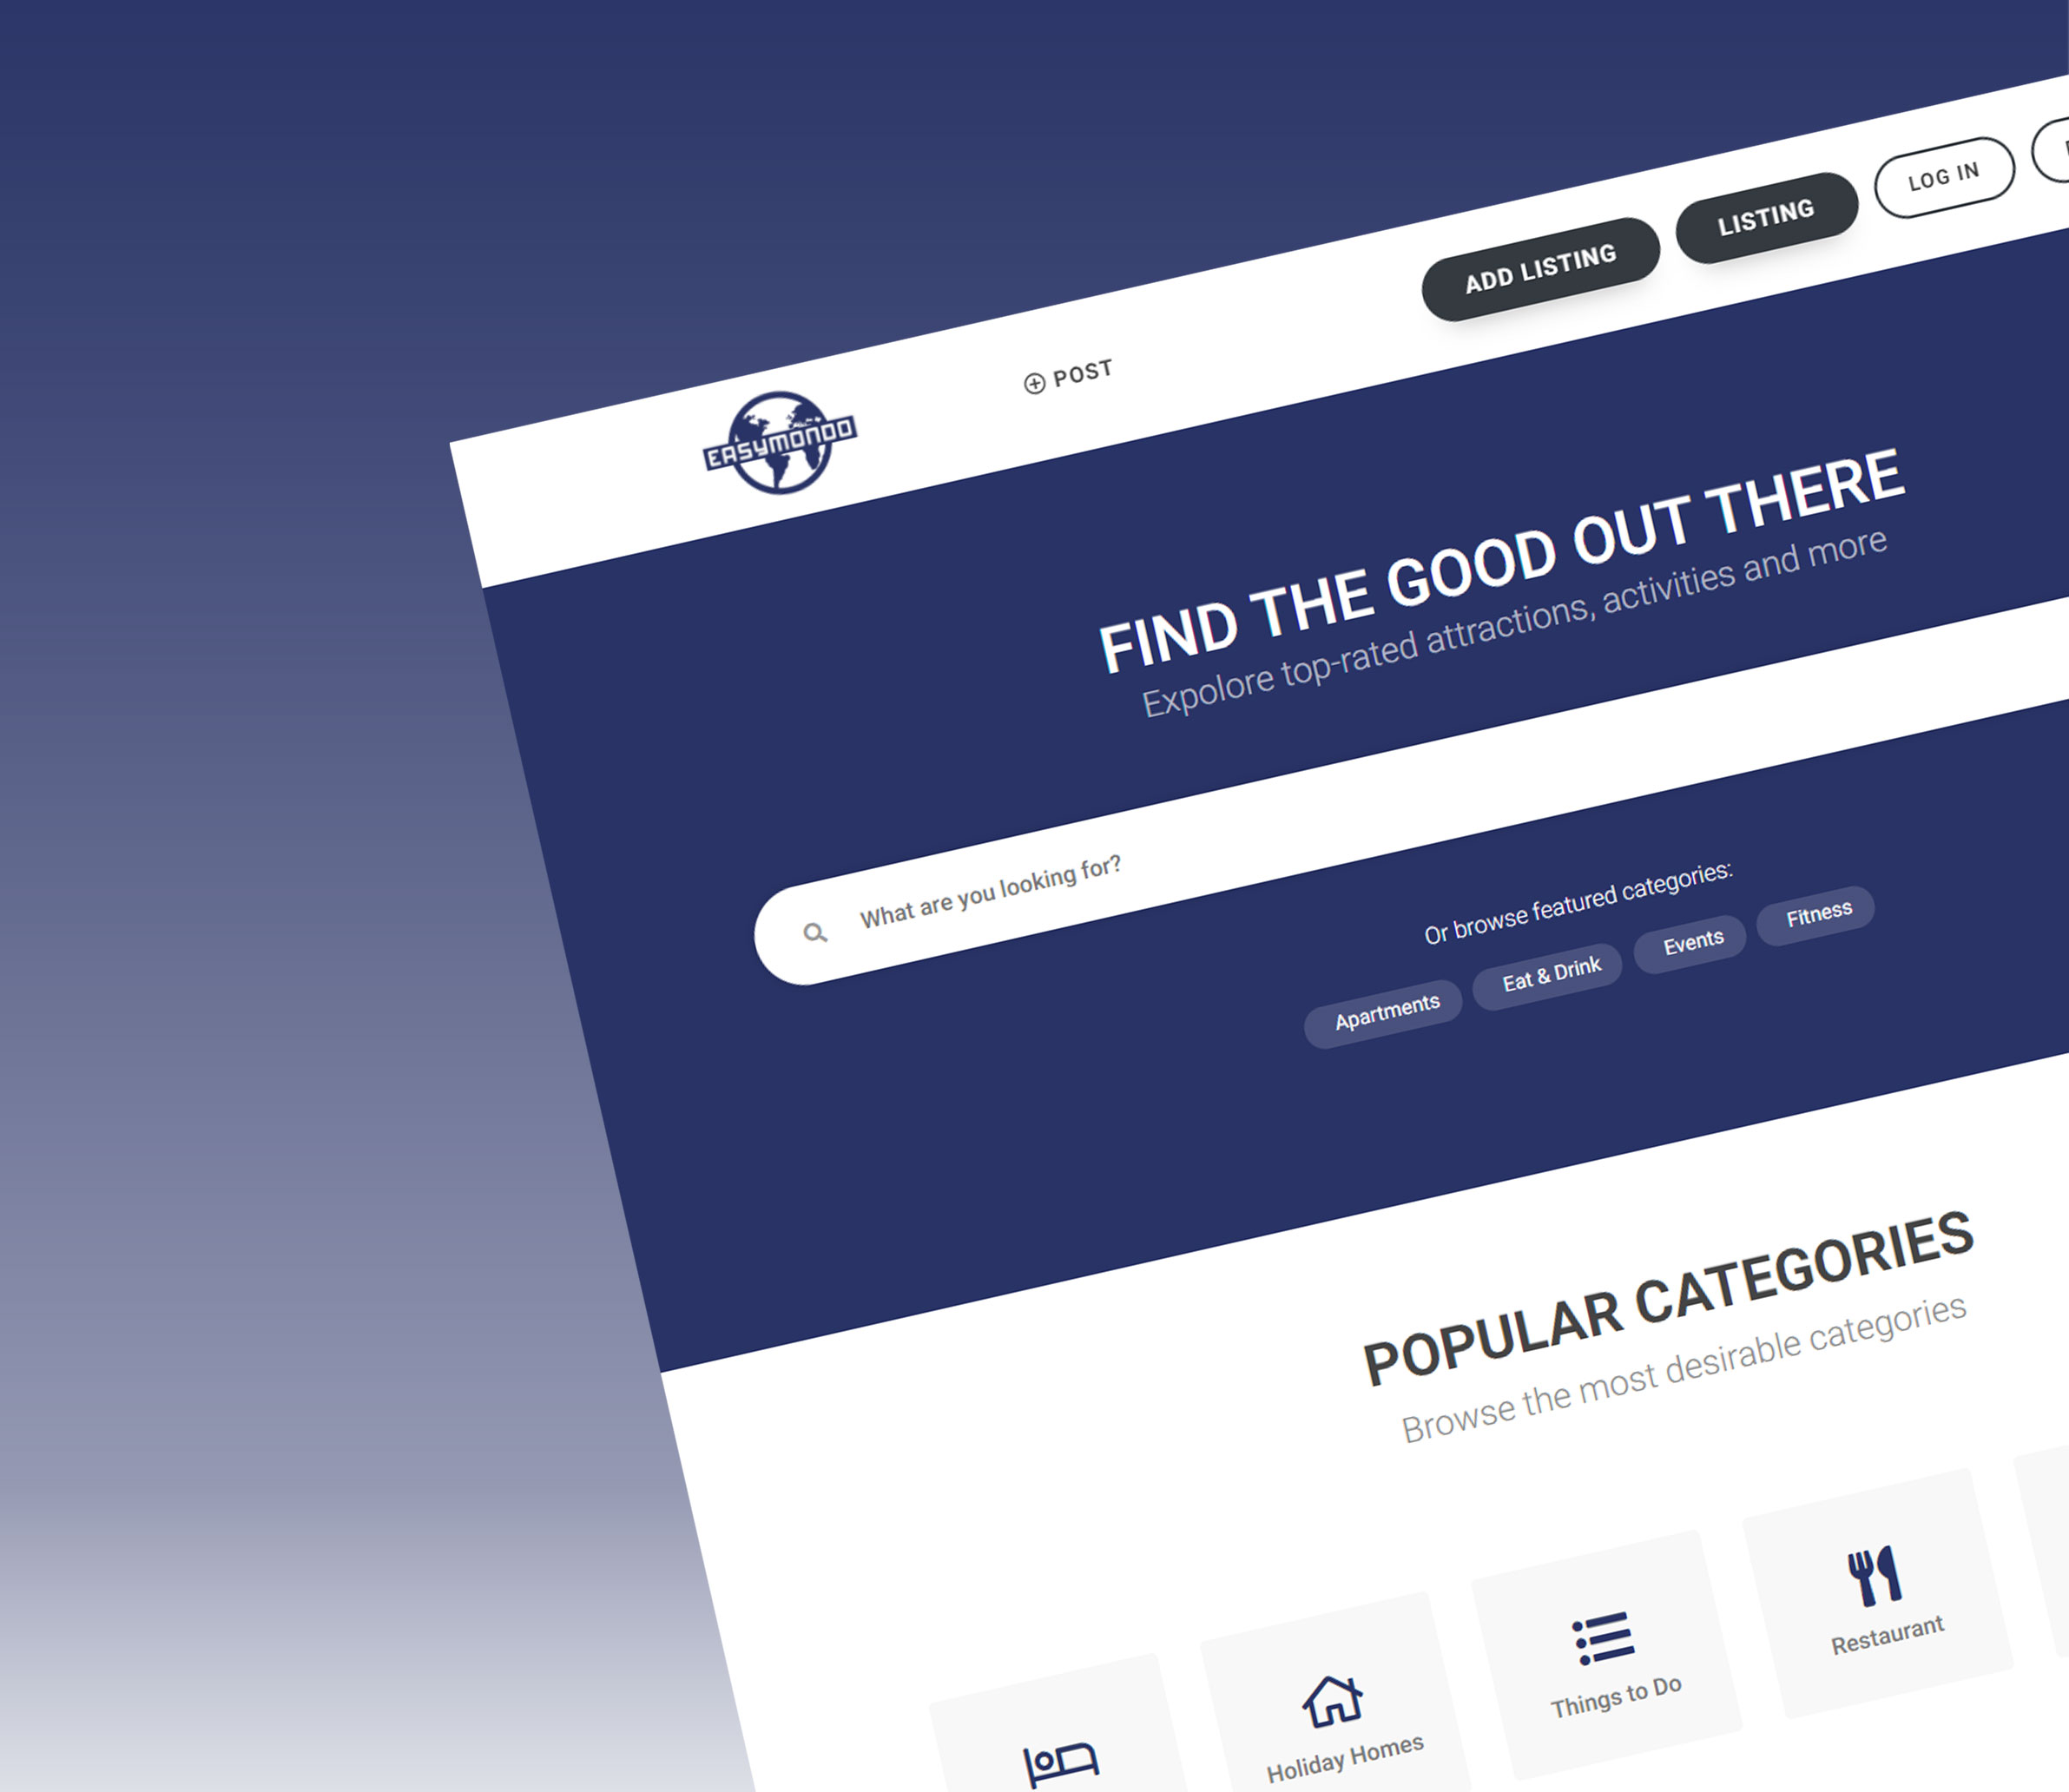 EASYMONDO
POST
ADD LISTING
LISTING
LOG IN
FIND THE GOOD OUT THERE
Expolore top-rated attractions, activities and more
What are you looking for?
Or browse featured categories:
Apartments
Eat & Drink
Events
Fitness
POPULAR CATEGORIES
Browse the most desirable categories
Holiday Homes
Things to Do
Restaurant